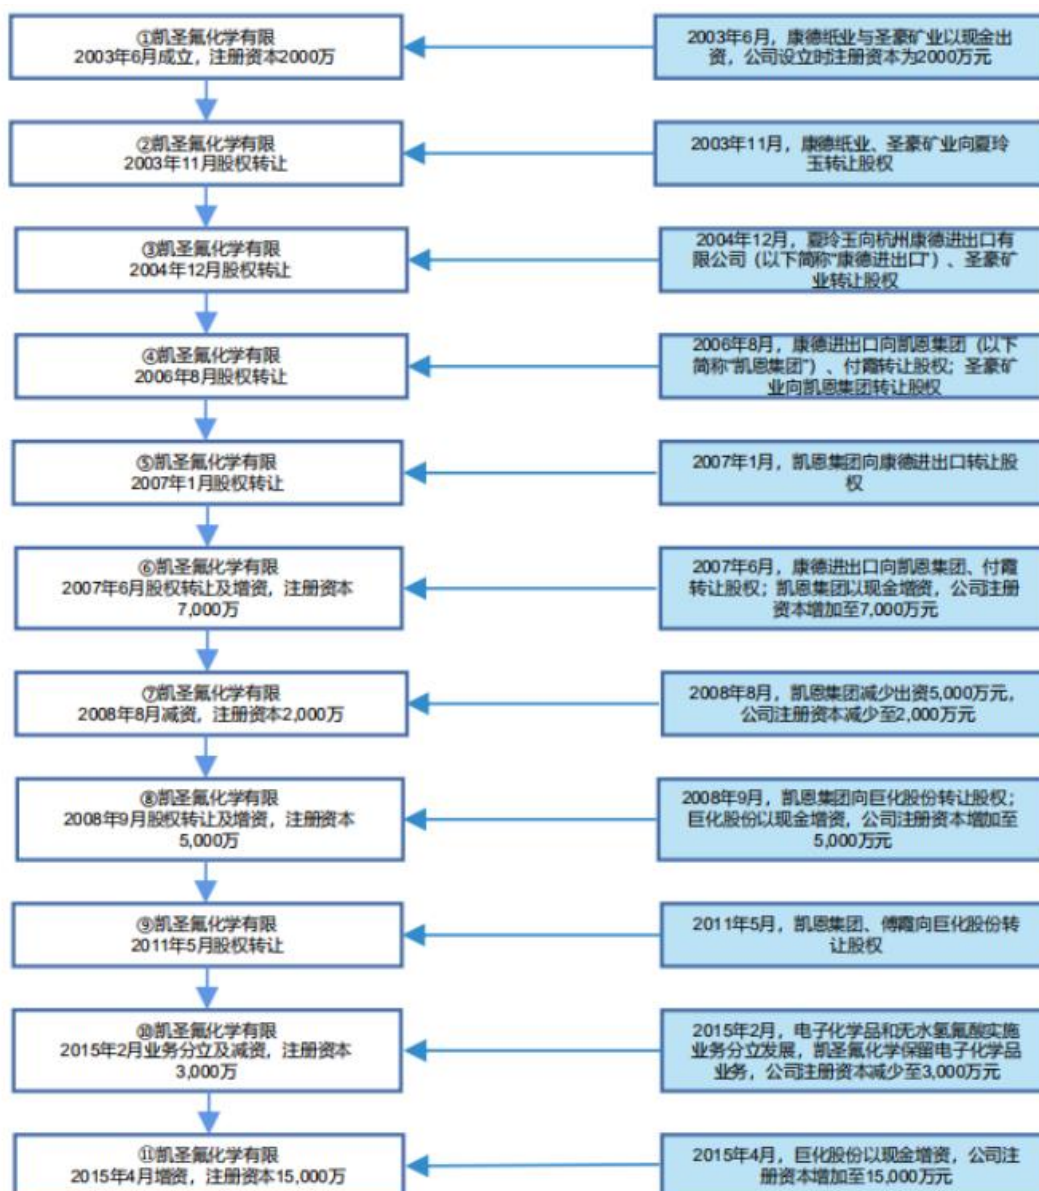 ①凯圣氟化学有限
2003年6月成立，注册资本2000万
2003年6月，康德纸业与圣豪矿业以现金出
资，公司设立时注册资本为2000万元
②凯圣氟化学有限
2003年11月股权转让
2003年11月，康德纸业、圣豪矿业向夏玲
玉转让股权
③凯圣氟化学有限
2004年12月股权转让
2004年12月，夏玲玉向杭州康德进出口有
限公司（以下简称“康德进出口”）、圣豪矿
业转让股权
④凯圣氟化学有限
2006年8月股权转让
2006年8月，康德进出口向凯恩集团（以下
简称“凯恩集团”）、付霞转让股权；圣豪矿
业向凯恩集团转让股权
⑤凯圣氟化学有限
2007年1月股权转让
2007年1月，凯恩集团向康德进出口转让股
权
⑥凯圣氟化学有限
2007年6月股权转让及增资，注册资本
7,000万
2007年6月，康德进出口向凯恩集团、付霞
转让股权；凯恩集团以现金增资，公司注册
资本增加至7,000万元
⑦凯圣氟化学有限
2008年8月减资，注册资本2,000万
2008年8月，凯恩集团减少出资5,000万元，
公司注册资本减少至2,000万元
⑧凯圣氟化学有限
2008年9月股权转让及增资，注册资本
5,000万
2008年9月，凯恩集团向巨化股份转让股权；
巨化股份以现金增资，公司注册资本增加至
5,000万元
⑨凯圣氟化学有限
2011年5月股权转让
2011年5月，凯恩集团、傅霞向巨化股份转
让股权
⑩凯圣氟化学有限
2015年2月业务分立及减资，注册资本
3,000万
2015年2月，电子化学品和无水氢氟酸实施
业务分立发展，凯圣氟化学保留电子化学品
业务，公司注册资本减少至3,000万元
⑪凯圣氟化学有限
2015年4月增资，注册资本15,000万
2015年4月，巨化股份以现金增资，公司注
册资本增加至15,000万元